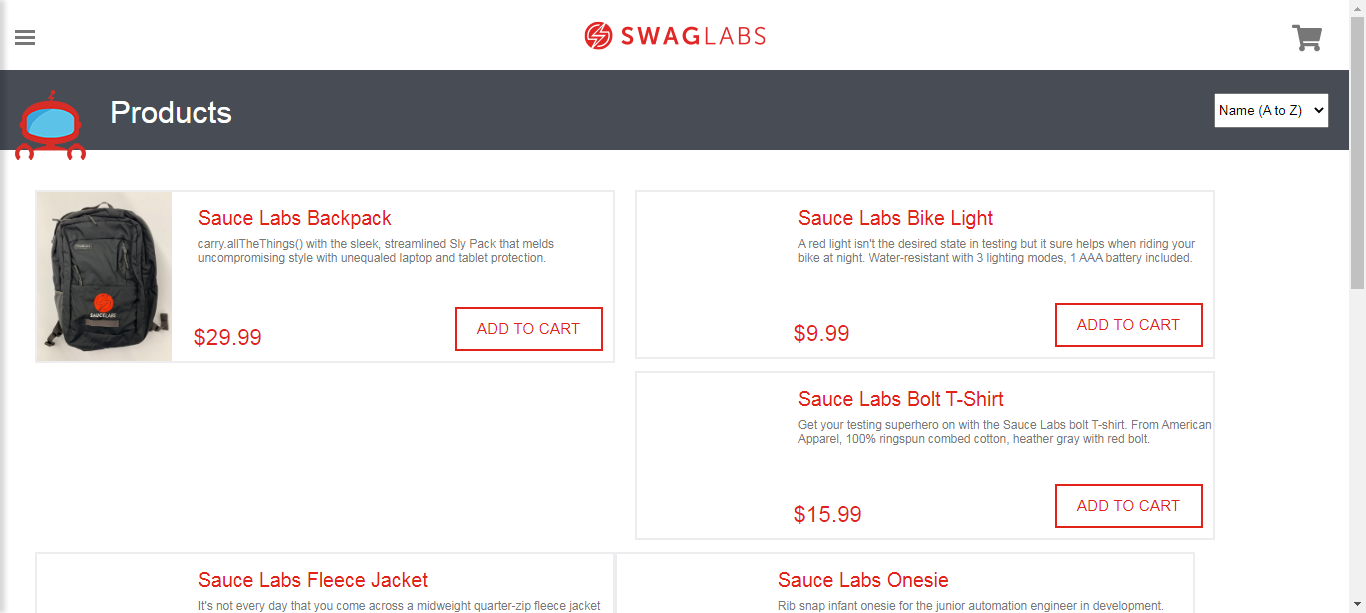 SWAGLABS
Products
Name (A to Z)
SAUCELABS
Sauce Labs Backpack
carry.allTheThings() with the sleek, streamlined Sly Pack that melds
uncompromising style with unequaled laptop and tablet protection.
$29.99
ADD TO CART
Sauce Labs Bike Light
A red light isn't the desired state in testing but it sure helps when riding your
bike at night. Water-resistant with 3 lighting modes, 1 AAA battery included.
$9.99
ADD TO CART
Sauce Labs Bolt T-Shirt
Get your testing superhero on with the Sauce Labs bolt T-shirt. From American
Apparel, 100% ringspun combed cotton, heather gray with red bolt.
$15.99
ADD TO CART
Sauce Labs Fleece Jacket
It's not every day that you come across a midweight quarter-zip fleece jacket
Sauce Labs Onesie
Rib snap infant onesie for the junior automation engineer in development.